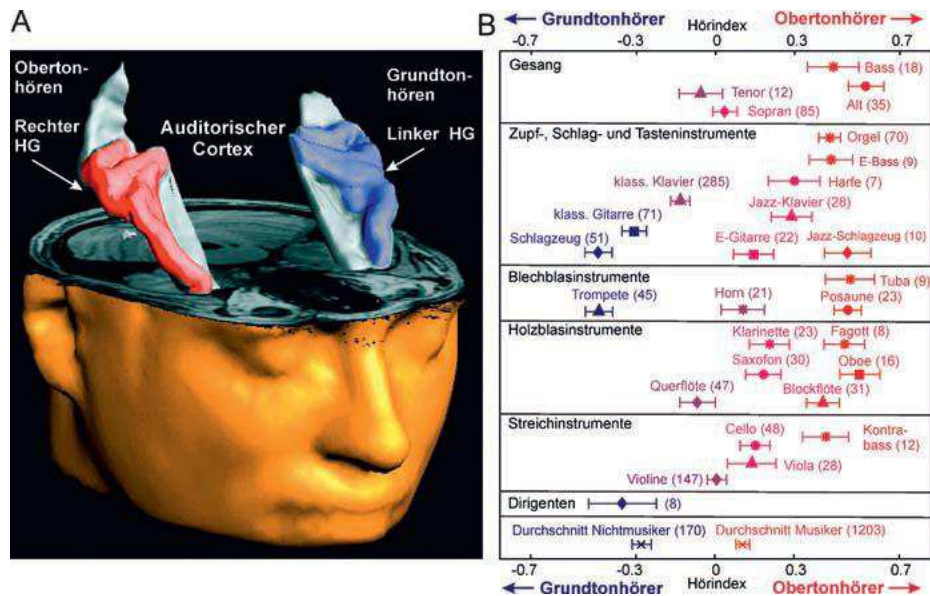 A
Oberton-
hören
Rechter
HG
Auditorischer
Cortex
Grundton-
hören
Linker HG
B
Grundtonhörer
Hörindex
Obertonhörer
-0.7
-0.3
0
0.3
0.7
Gesang
Bass (18)
Tenor (12)
Alt (35)
Sopran (85)
Zupf-, Schlag- und Tasteninstrumente
Orgel (70)
E-Bass (9)
klass. Klavier (285)
Harfe (7)
Jazz-Klavier (28)
klass. Gitarre (71)
Schlagzeug (51)
E-Gitarre (22)
Jazz-Schlagzeug (10)
Blechblasinstrumente
Tuba (9)
Trompete (45)
Horn (21)
Posaune (23)
Holzblasinstrumente
Klarinette (23)
Fagott (8)
Saxofon (30)
Oboe (16)
Querflöte (47)
Blockflöte (31)
Streichinstrumente
Cello (48)
Kontra-
bass (12)
Viola (28)
Violine (147)
Dirigenten
(8)
Durchschnitt Nichtmusiker (170)
Durchschnitt Musiker (1203)
-0.7
-0.3
0
0.3
0.7
Grundtonhörer
Hörindex
Obertonhörer